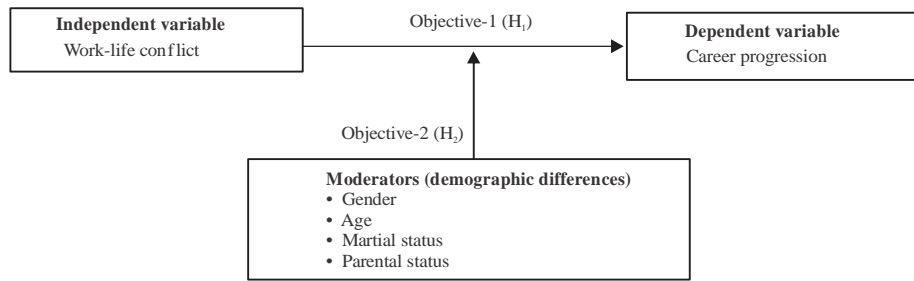 Independent variable
Work-life conflict
Objective-1 (H₁)
Dependent variable
Career progression
Objective-2 (H₂)
Moderators (demographic differences)
• Gender
• Age
• Martial status
• Parental status